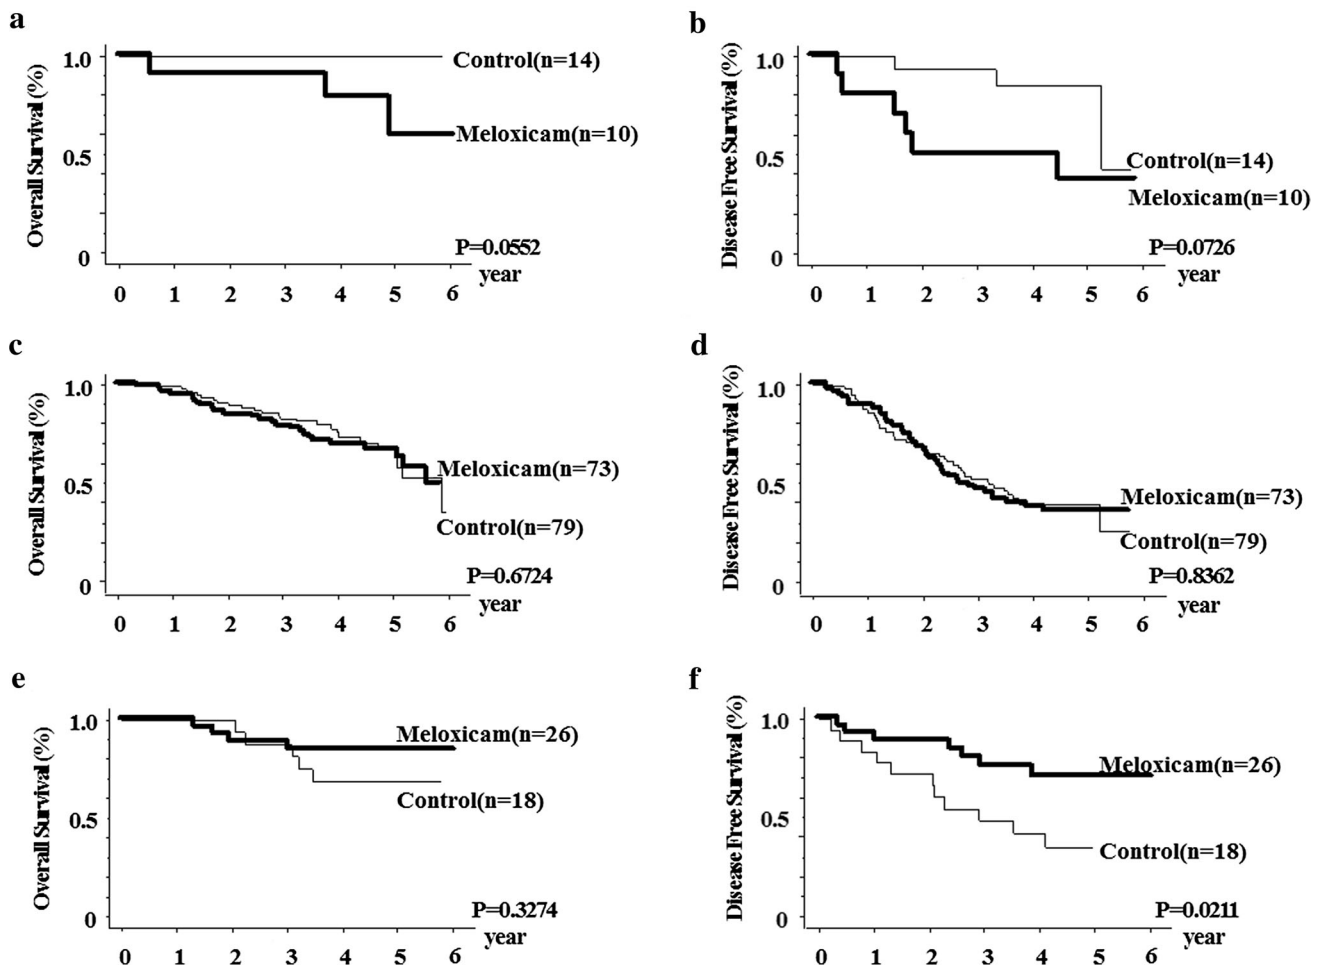 a
Overall Survival (%)
1.0
0.5
0
Control(n=14)
Meloxicam(n=10)
P=0.0552
year
0 1 2 3 4 5 6
b
Disease Free Survival (%)
1.0
0.5
0
Control(n=14)
Meloxicam(n=10)
P=0.0726
year
0 1 2 3 4 5 6
c
Overall Survival (%)
1.0
0.5
0
Meloxicam(n=73)
Control(n=79)
P=0.6724
year
0 1 2 3 4 5 6
d
Disease Free Survival (%)
1.0
0.5
0
Meloxicam(n=73)
Control(n=79)
P=0.8362
year
0 1 2 3 4 5 6
e
Overall Survival (%)
1.0
0.5
0
Meloxicam(n=26)
Control(n=18)
P=0.3274
year
0 1 2 3 4 5 6
f
Disease Free Survival (%)
1.0
0.5
0
Meloxicam(n=26)
Control(n=18)
P=0.0211
year
0 1 2 3 4 5 6